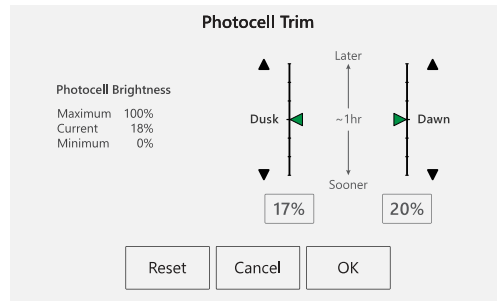 Photocell Trim
Photocell Brightness
Maximum 100%
Current 18%
Minimum 0%
Later
Dusk
~1hr
Dawn
Sooner
17%
20%
Reset
Cancel
OK